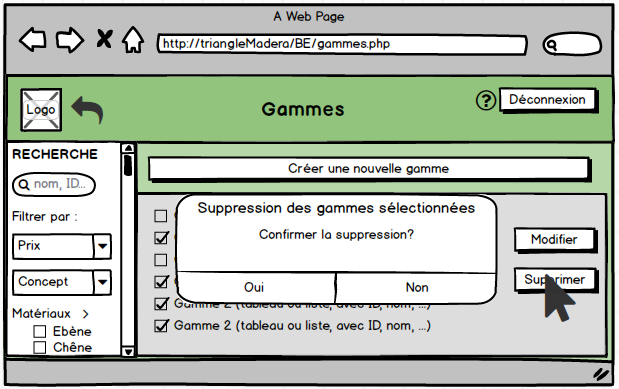 A Web Page
http://triangleMadera/BE/gammes.php
Logo
Gammes
?
Déconnexion
RECHERCHE
nom, ID...
Filtrer par :
Prix
Concept
Matériaux >
Ebène
Chêne
Créer une nouvelle gamme
Suppression des gammes sélectionnées
Confirmer la suppression?
Oui
Non
Gamme 2 (tableau ou liste, avec ID, nom, ...)
Gamme 2 (tableau ou liste, avec ID, nom, ...)
Modifier
Supprimer